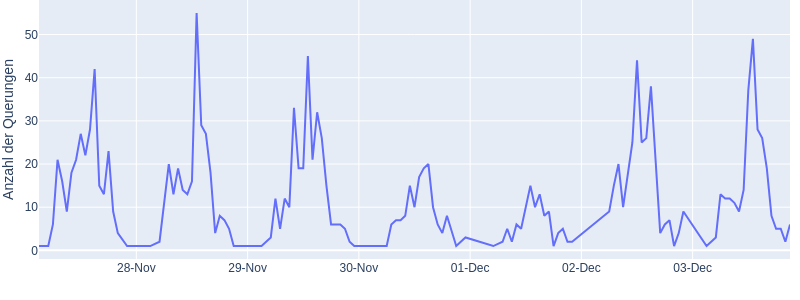 Anzahl der Querungen
50
40
30
20
10
0
28-Nov
29-Nov
30-Nov
01-Dec
02-Dec
03-Dec